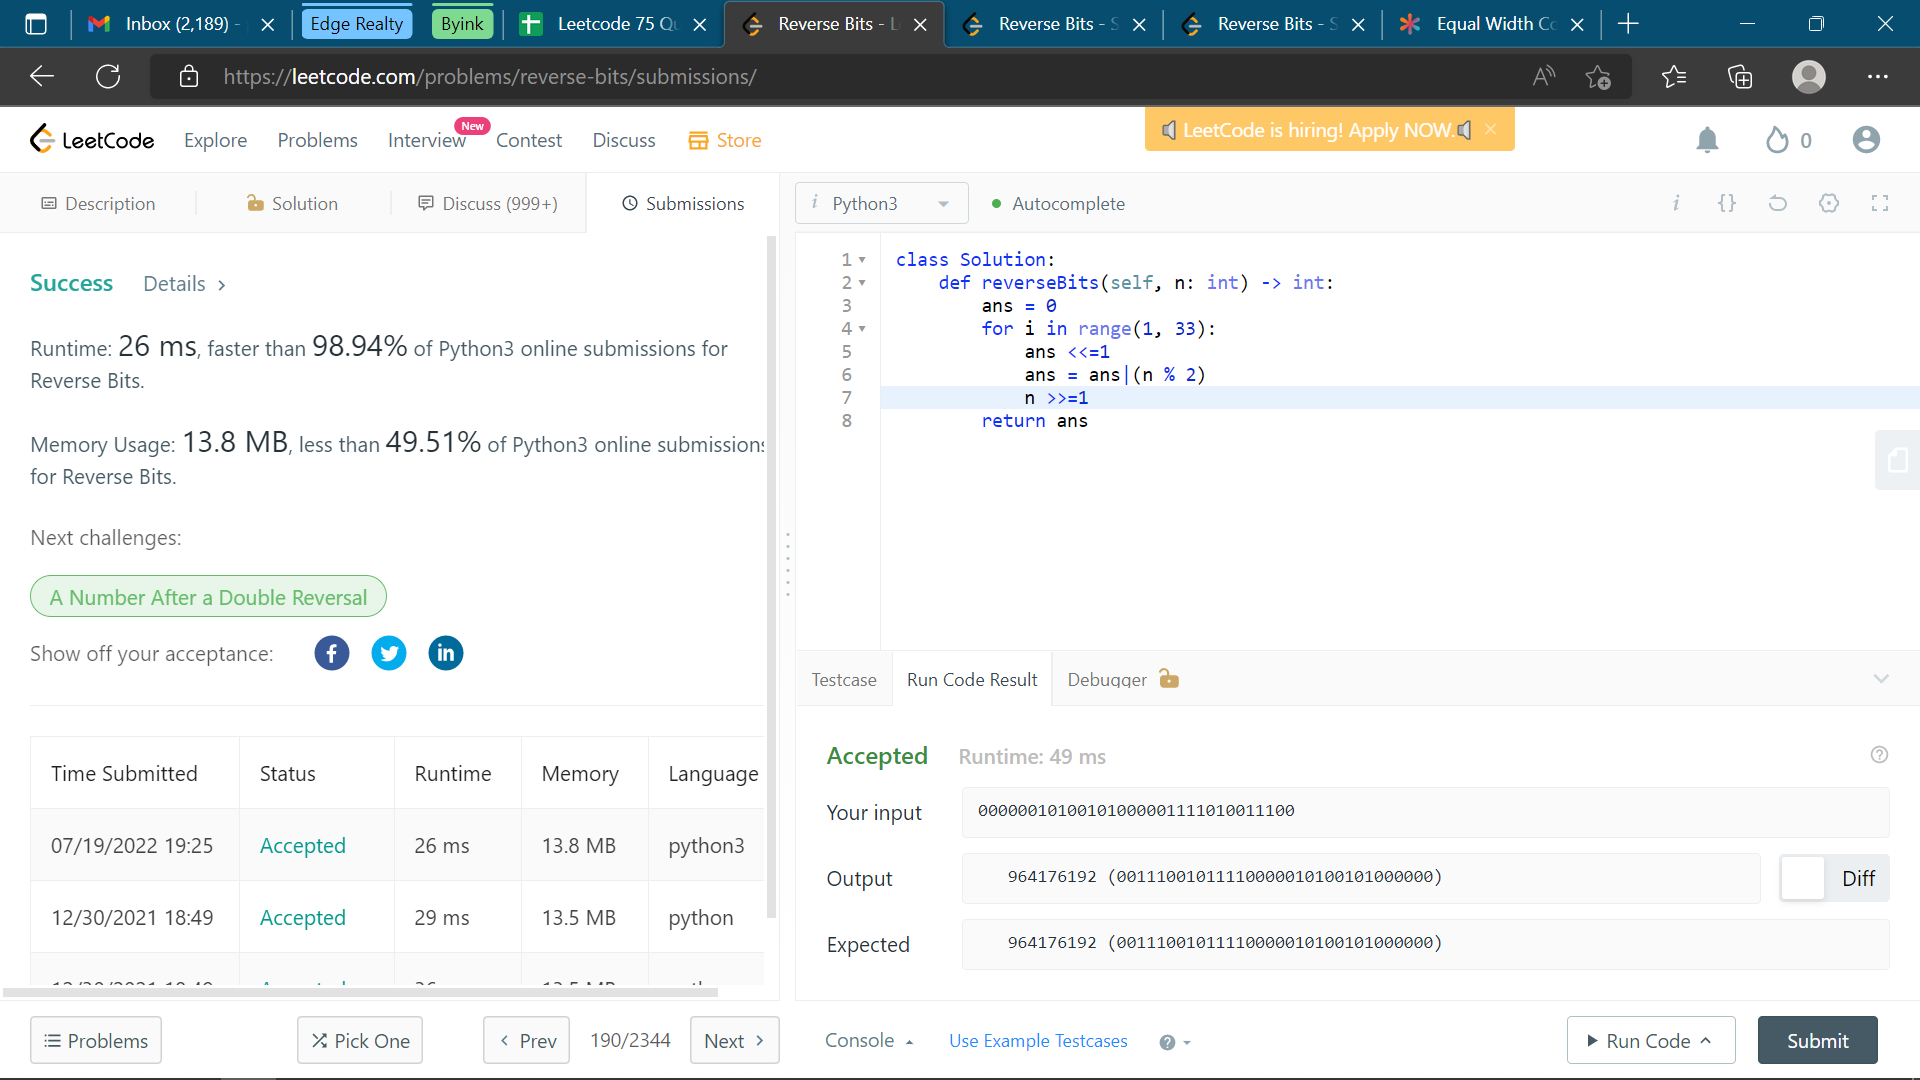 Inbox (2,189) -
Edge Realty
Byink
Leetcode 75 Qu
Reverse Bits - L
Reverse Bits - S
Reverse Bits - S
Equal Width Co
https://leetcode.com/problems/reverse-bits/submissions/
LeetCode
Explore
Problems
Interview
New
Contest
Discuss
Store
LeetCode is hiring! Apply NOW.
0
Description
Solution
Discuss (999+)
Submissions
i Python3
Autocomplete
i
{}
Success
Details >
Runtime: 26 ms, faster than 98.94% of Python3 online submissions for
Reverse Bits.
Memory Usage: 13.8 MB, less than 49.51% of Python3 online submissions
for Reverse Bits.
Next challenges:
A Number After a Double Reversal
Show off your acceptance:
Time Submitted Status Runtime Memory Language
07/19/2022 19:25 Accepted 26 ms 13.8 MB python3
12/30/2021 18:49 Accepted 29 ms 13.5 MB python
1 class Solution:
2 def reverseBits(self, n: int) -> int:
3 ans = 0
4 for i in range(1, 33):
5 ans <<=1
6 ans = ans|(n % 2)
7 n >>=1
8 return ans
Testcase
Run Code Result
Debugger
Accepted
Runtime: 49 ms
Your input
00000010100101000001111010011100
Output
964176192 (00111001011110000010100101000000)
Diff
Expected
964176192 (00111001011110000010100101000000)
Problems
Pick One
< Prev
190/2344
Next >
Console
Use Example Testcases
Run Code
Submit